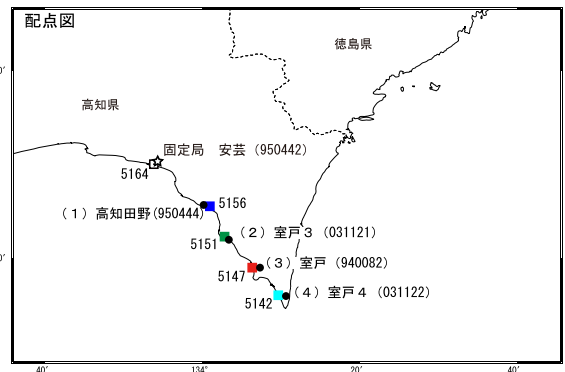 配点図
徳島県
高知県
固定局 安芸（950442）
5164
5156
（１）高知田野(950444)
（２）室戸３（031121）
5151
（３）室戸（940082）
5147
（４）室戸４（031122）
5142
40′
134°
20′
40′